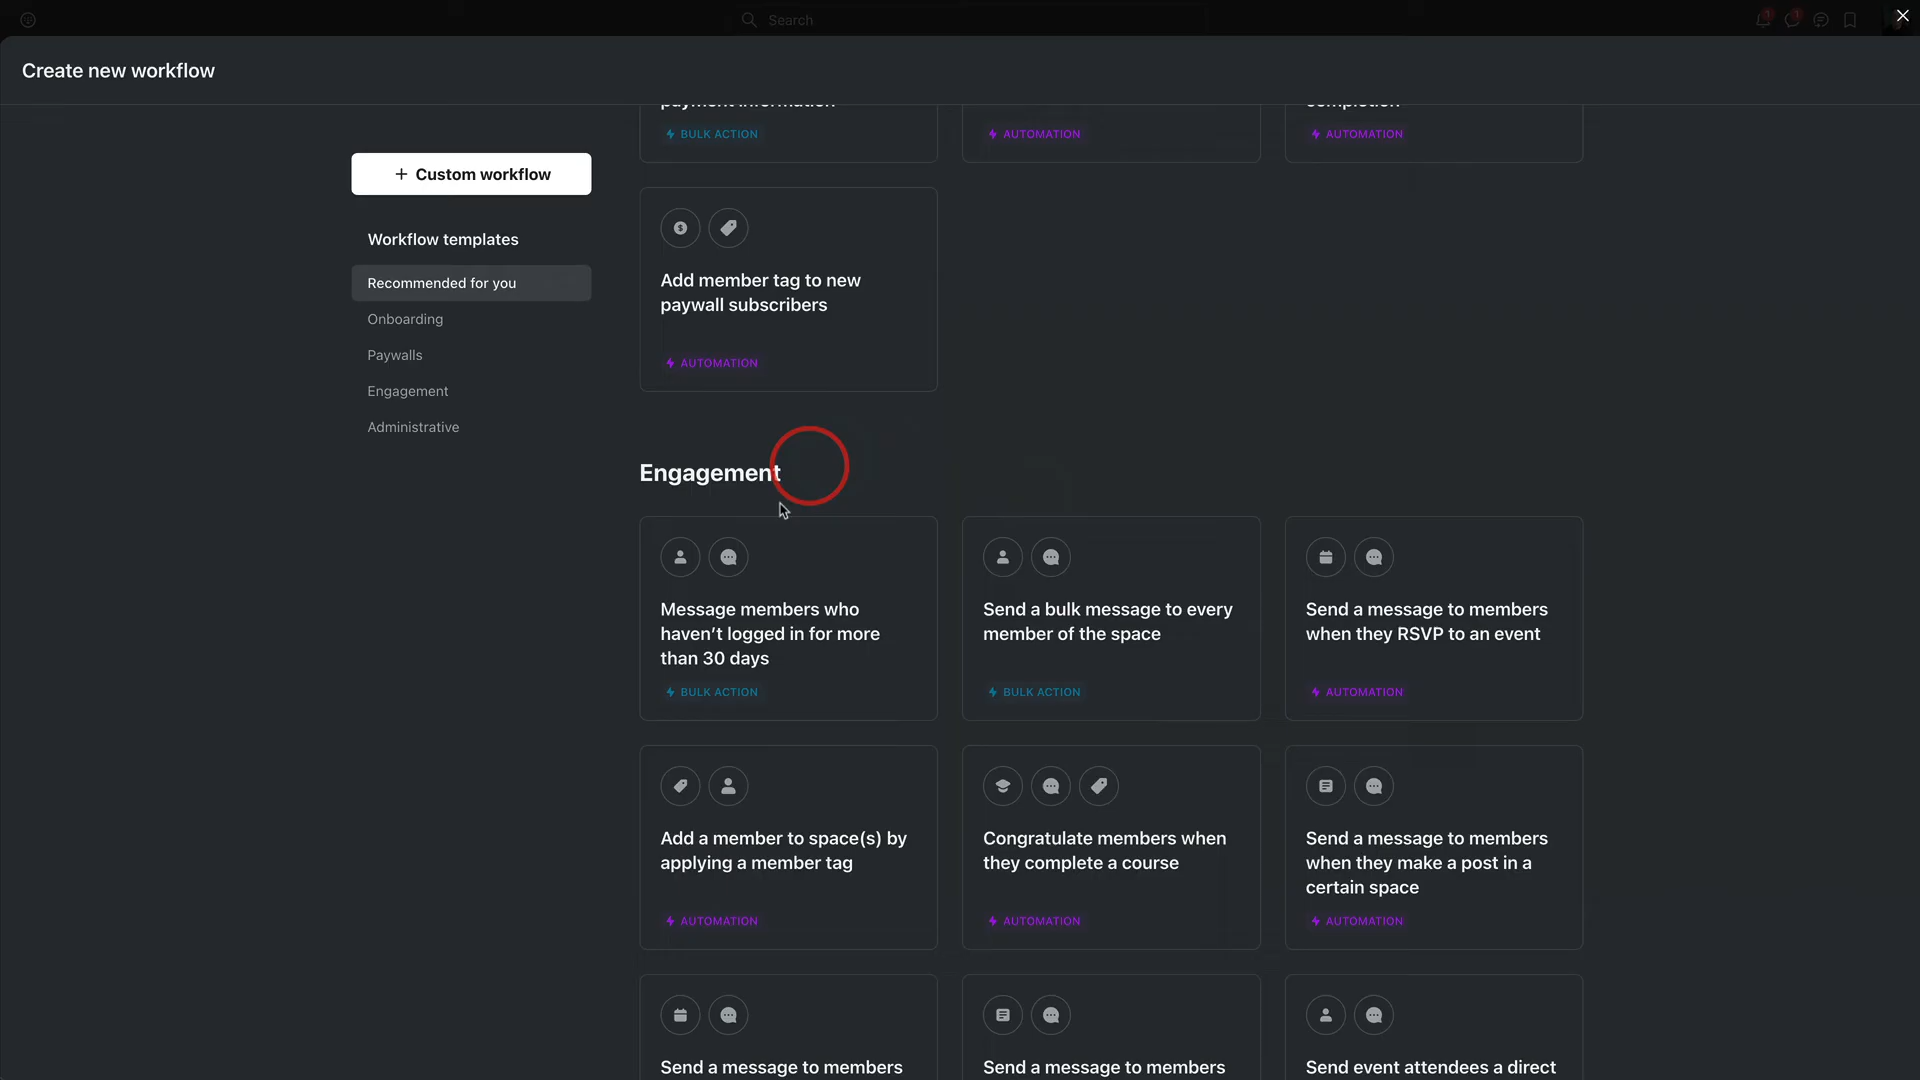 Search
1
1
Create new workflow
payment information
completion
BULK ACTION
AUTOMATION
AUTOMATION
+ Custom workflow
Workflow templates
Recommended for you
Onboarding
Paywalls
Engagement
Administrative
Add member tag to new
paywall subscribers
AUTOMATION
Engagement
Message members who
haven’t logged in for more
than 30 days
BULK ACTION
Send a bulk message to every
member of the space
BULK ACTION
Send a message to members
when they RSVP to an event
AUTOMATION
Add a member to space(s) by
applying a member tag
AUTOMATION
Congratulate members when
they complete a course
AUTOMATION
Send a message to members
when they make a post in a
certain space
AUTOMATION
Send a message to members
Send a message to members
Send event attendees a direct